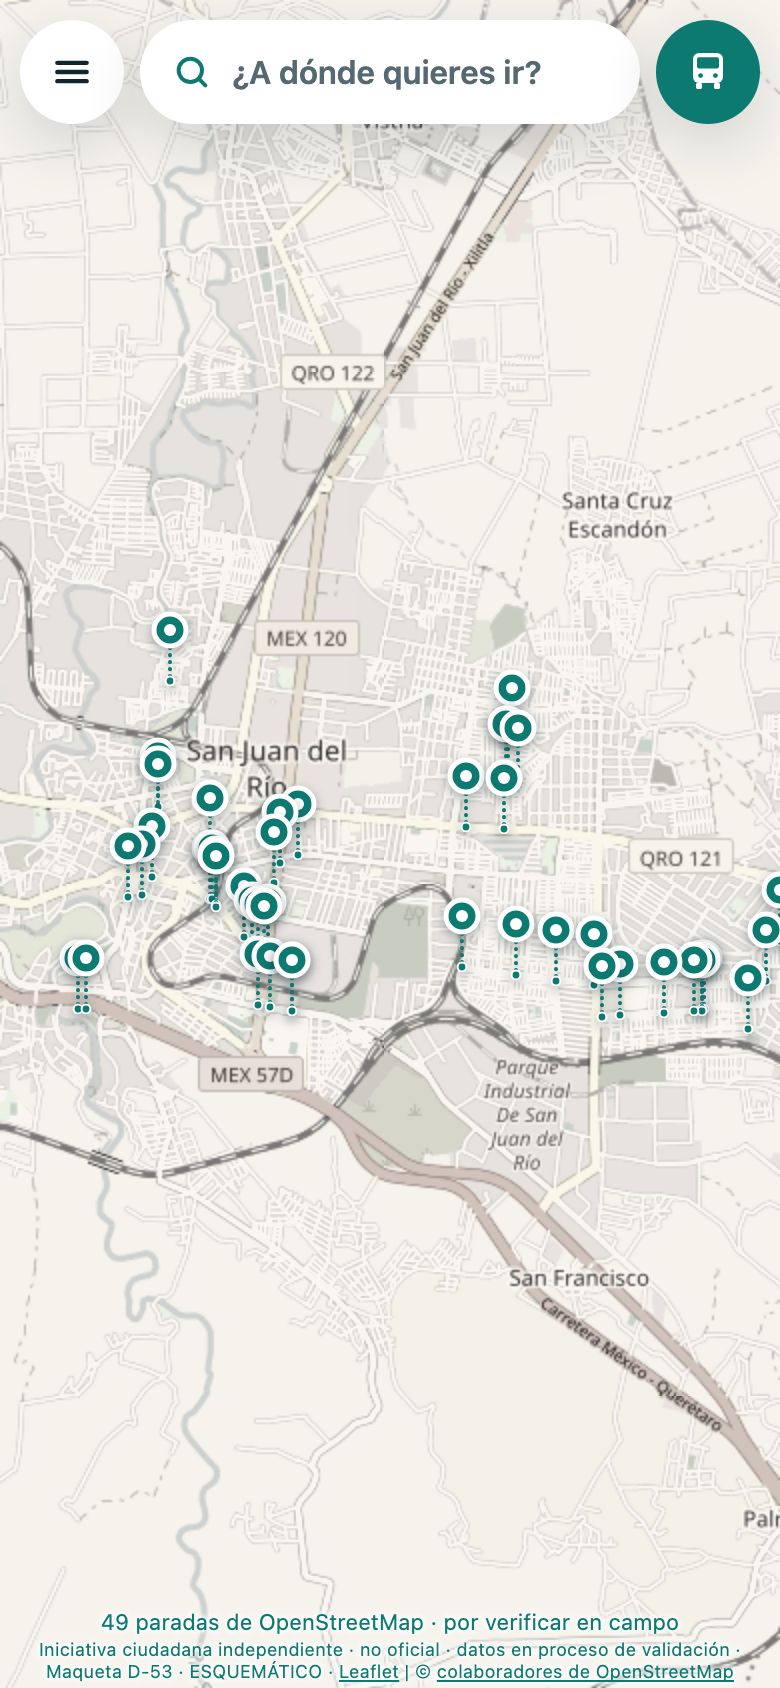 ¿A dónde quieres ir?
San Juan del Río - Xilitla
QRO 122
Santa Cruz
Escandón
MEX 120
San Juan del
Río
QRO 121
MEX 57D
Parque
Industrial
De San
Juan del
Río
San Francisco
Carretera México - Querétaro
49 paradas de OpenStreetMap · por verificar en campo
Iniciativa ciudadana independiente · no oficial · datos en proceso de validación ·
Maqueta D-53 · ESQUEMÁTICO · Leaflet | © colaboradores de OpenStreetMap